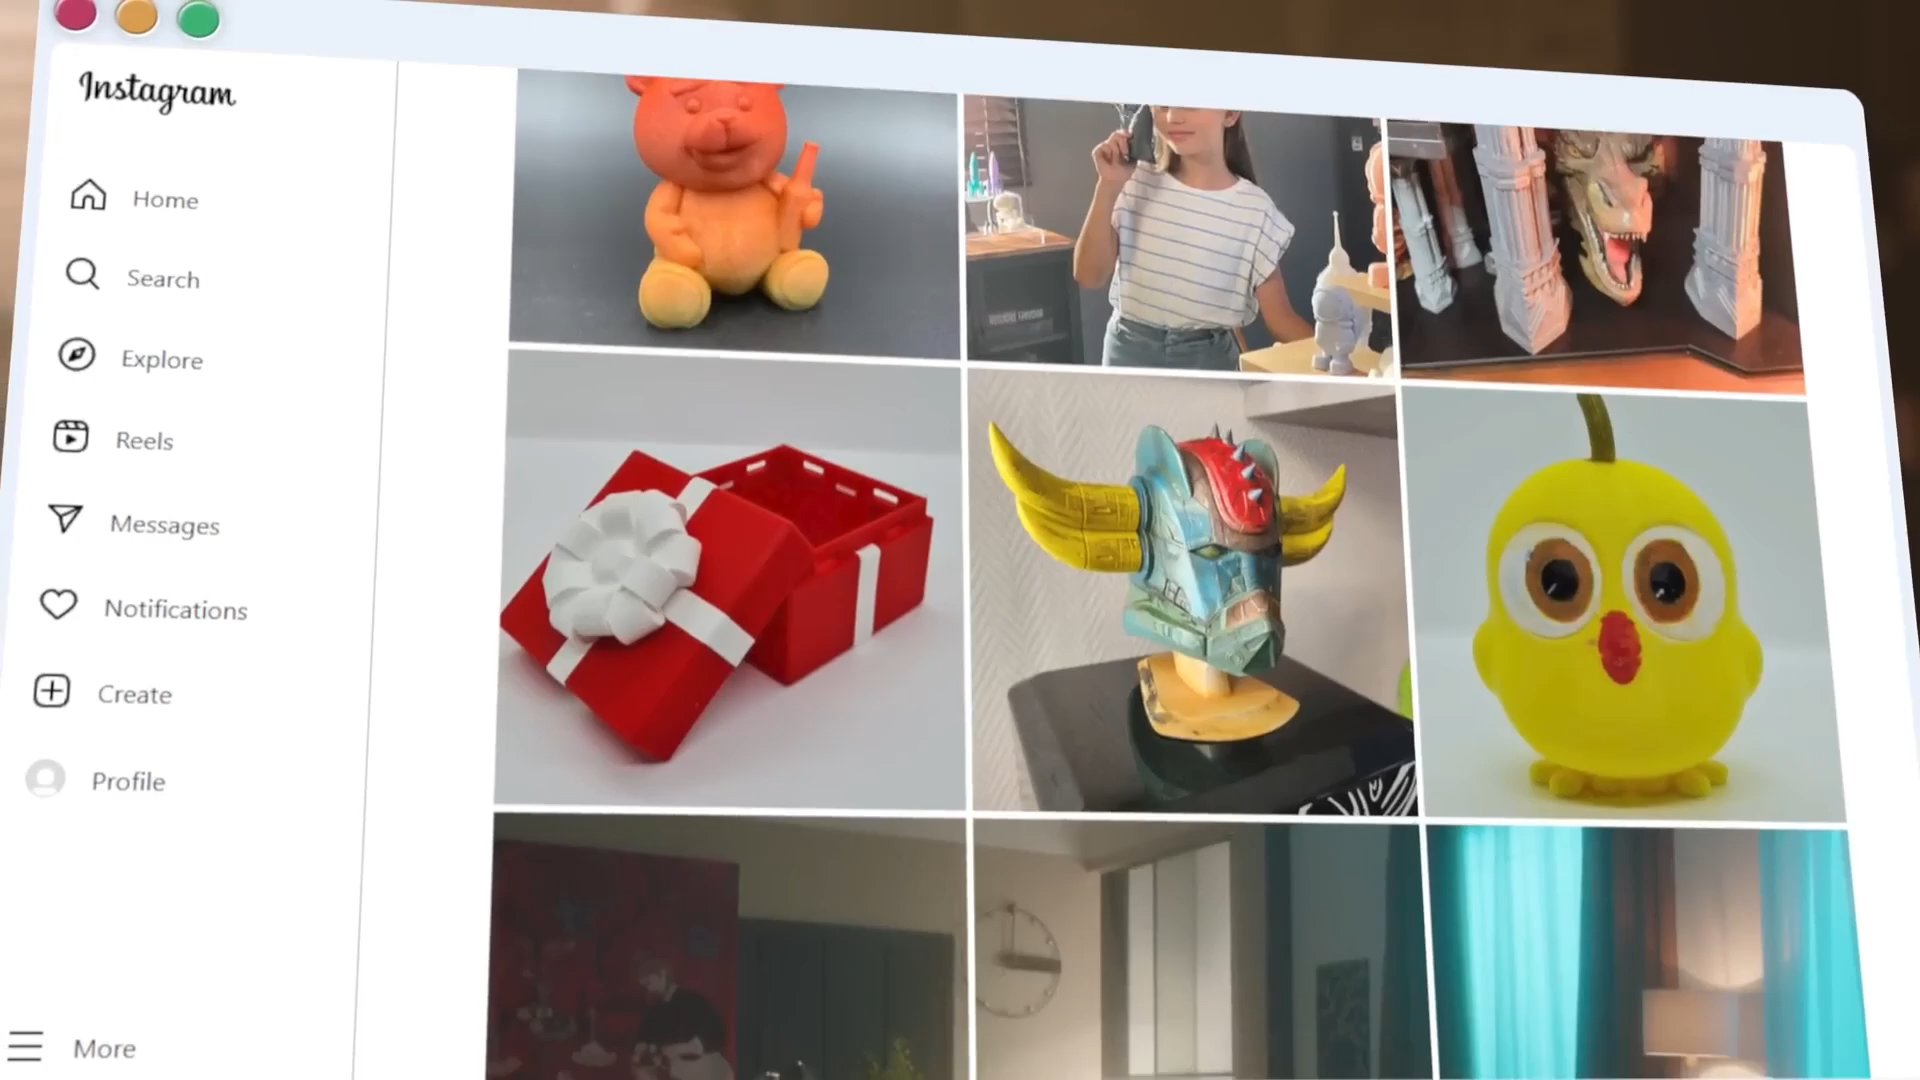 Instagram
Home
Search
Explore
Reels
Messages
Notifications
Create
Profile
More